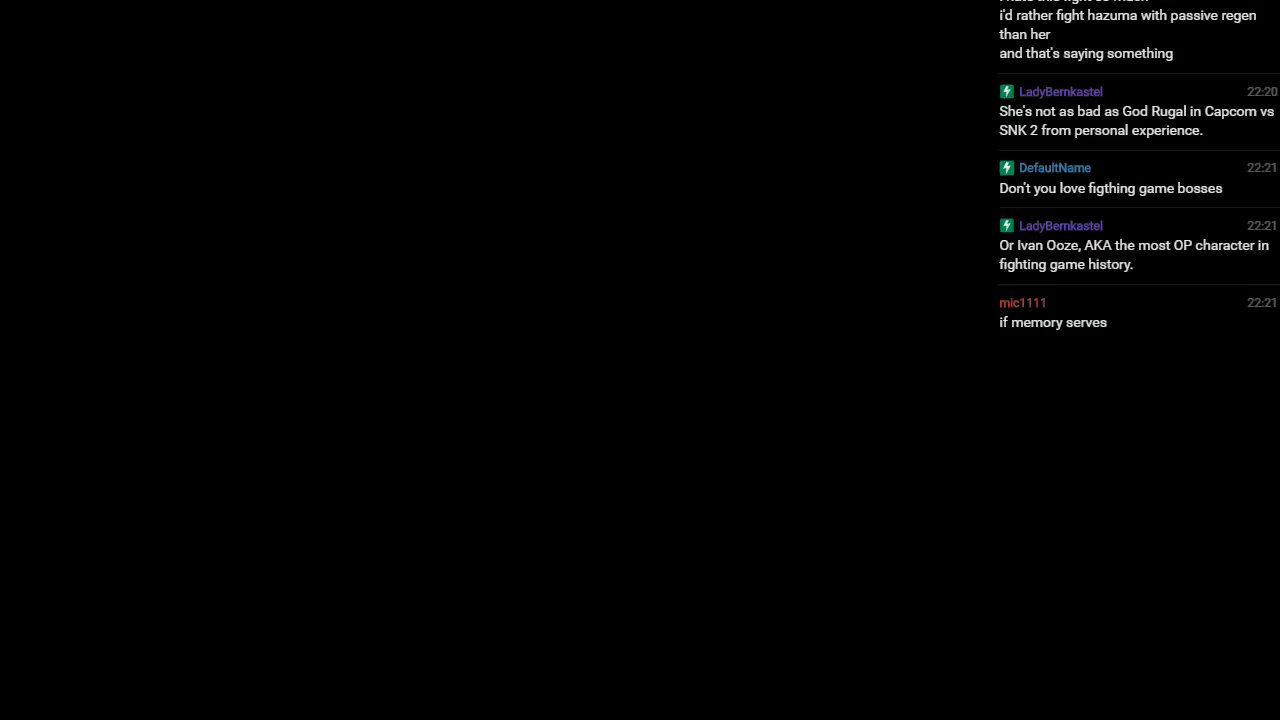 i'd rather fight hazuma with passive regen
than her
and that's saying something
LadyBernkastel 22:20
She's not as bad as God Rugal in Capcom vs
SNK 2 from personal experience.
DefaultName 22:21
Don't you love figthing game bosses
LadyBernkastel 22:21
Or Ivan Ooze, AKA the most OP character in
fighting game history.
mic1111 22:21
if memory serves